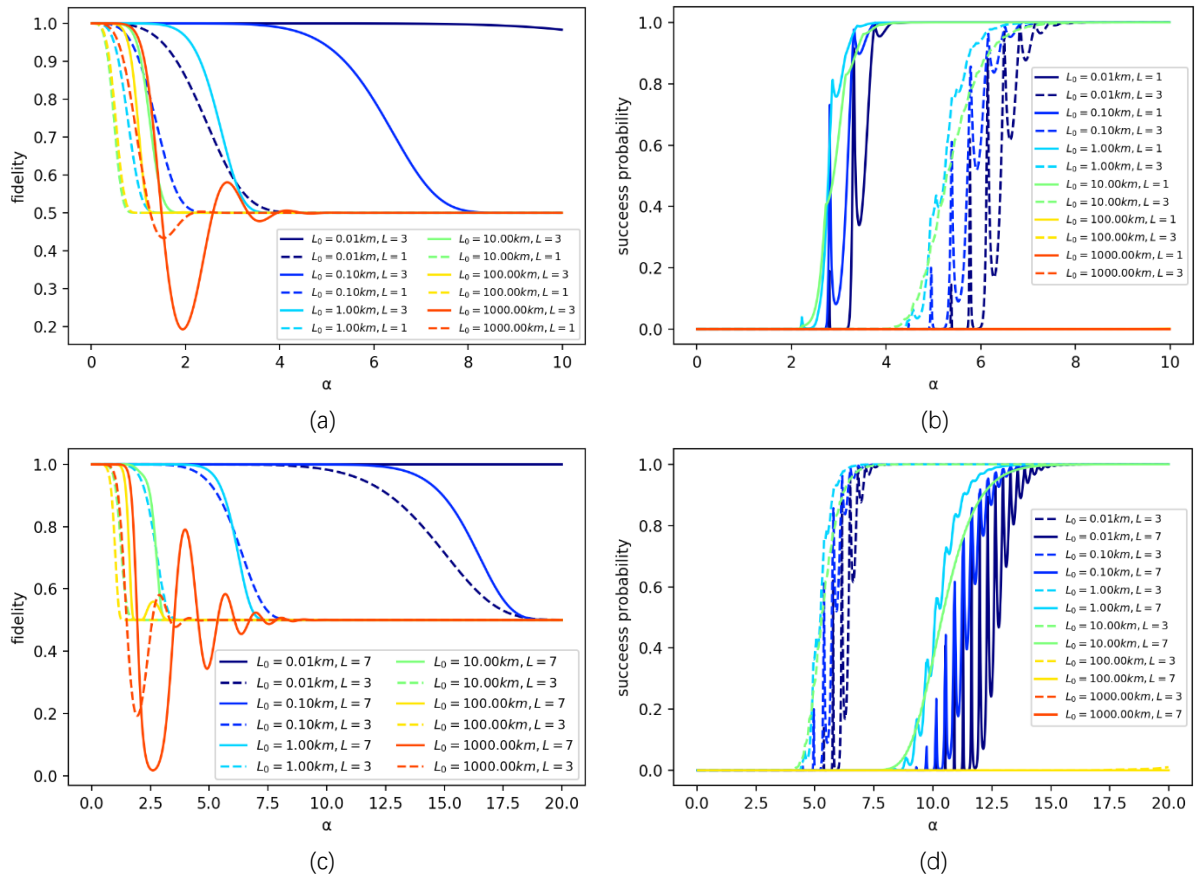 1.0
0.9
0.8
0.7
0.6
0.5
0.4
0.3
0.2
fidelity
0 2 4 6 8 10
α
L₀ = 0.01km, L = 3 L₀ = 10.00km, L = 3
L₀ = 0.01km, L = 1 L₀ = 10.00km, L = 1
L₀ = 0.10km, L = 3 L₀ = 100.00km, L = 3
L₀ = 0.10km, L = 1 L₀ = 100.00km, L = 1
L₀ = 1.00km, L = 3 L₀ = 1000.00km, L = 3
L₀ = 1.00km, L = 1 L₀ = 1000.00km, L = 1
(a)
1.0
0.8
0.6
0.4
0.2
0.0
succeess probability
0 2 4 6 8 10
α
L₀ = 0.01km, L = 1
L₀ = 0.01km, L = 3
L₀ = 0.10km, L = 1
L₀ = 0.10km, L = 3
L₀ = 1.00km, L = 1
L₀ = 1.00km, L = 3
L₀ = 10.00km, L = 1
L₀ = 10.00km, L = 3
L₀ = 100.00km, L = 1
L₀ = 100.00km, L = 3
L₀ = 1000.00km, L = 1
L₀ = 1000.00km, L = 3
(b)
1.0
0.8
0.6
0.4
0.2
0.0
fidelity
0.0 2.5 5.0 7.5 10.0 12.5 15.0 17.5 20.0
α
L₀ = 0.01km, L = 7 L₀ = 10.00km, L = 7
L₀ = 0.01km, L = 3 L₀ = 10.00km, L = 3
L₀ = 0.10km, L = 7 L₀ = 100.00km, L = 7
L₀ = 0.10km, L = 3 L₀ = 100.00km, L = 3
L₀ = 1.00km, L = 7 L₀ = 1000.00km, L = 7
L₀ = 1.00km, L = 3 L₀ = 1000.00km, L = 3
(c)
1.0
0.8
0.6
0.4
0.2
0.0
succeess probability
0.0 2.5 5.0 7.5 10.0 12.5 15.0 17.5 20.0
α
L₀ = 0.01km, L = 3
L₀ = 0.01km, L = 7
L₀ = 0.10km, L = 3
L₀ = 0.10km, L = 7
L₀ = 1.00km, L = 3
L₀ = 1.00km, L = 7
L₀ = 10.00km, L = 3
L₀ = 10.00km, L = 7
L₀ = 100.00km, L = 3
L₀ = 100.00km, L = 7
L₀ = 1000.00km, L = 3
L₀ = 1000.00km, L = 7
(d)